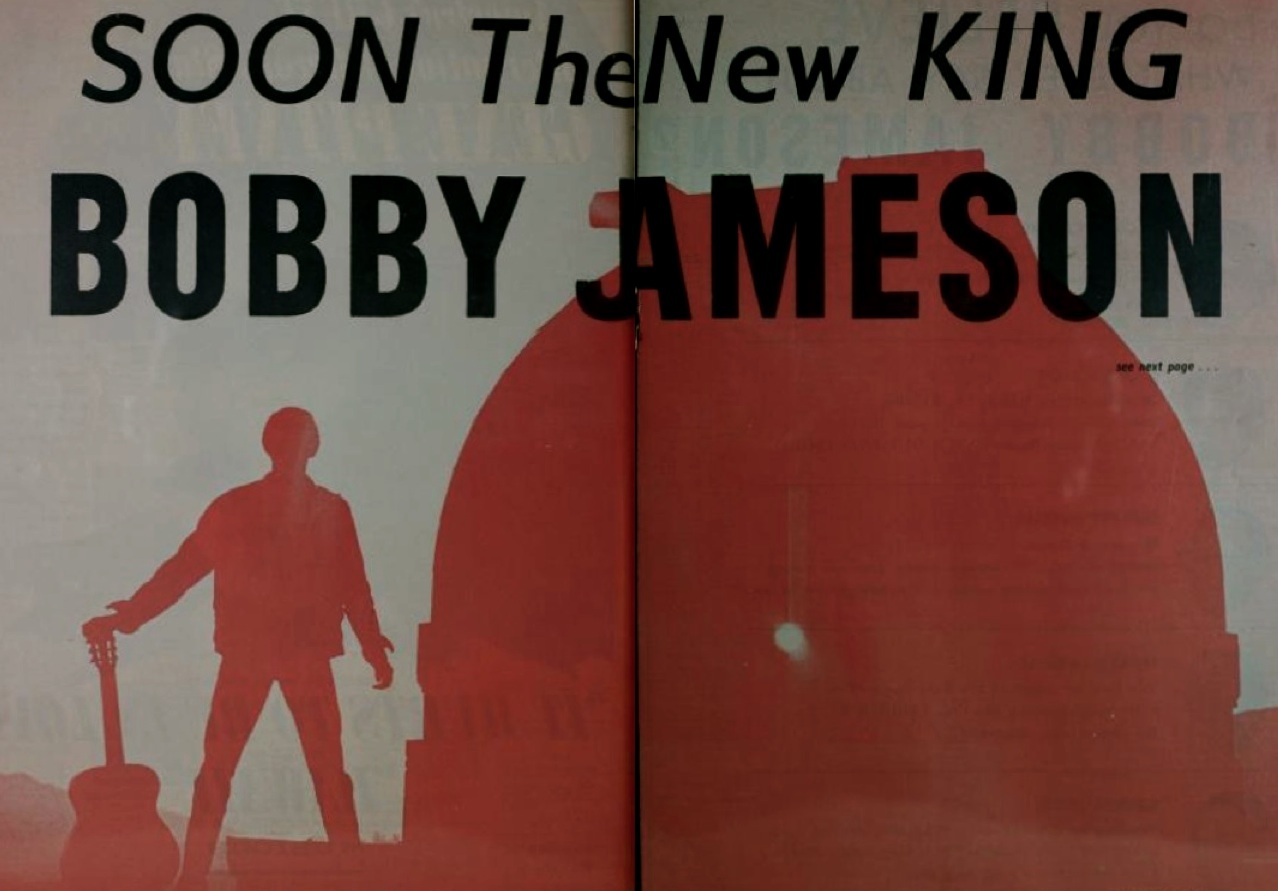 SOON The New KING
BOBBY JAMESON
see next page . . .